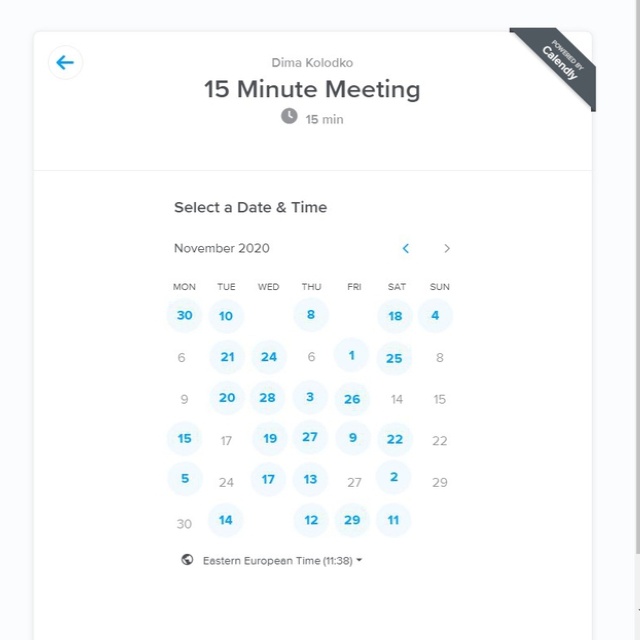 POWERED BY
Calendly
Dima Kolodko
15 Minute Meeting
15 min
Select a Date & Time
November 2020
MON TUE WED THU FRI SAT SUN
30 10 8 18 4
6 21 24 6 1 25 8
9 20 28 3 26 14 15
15 17 19 27 9 22 22
5 24 17 13 27 2 29
30 14 12 29 11
Eastern European Time (11:38)